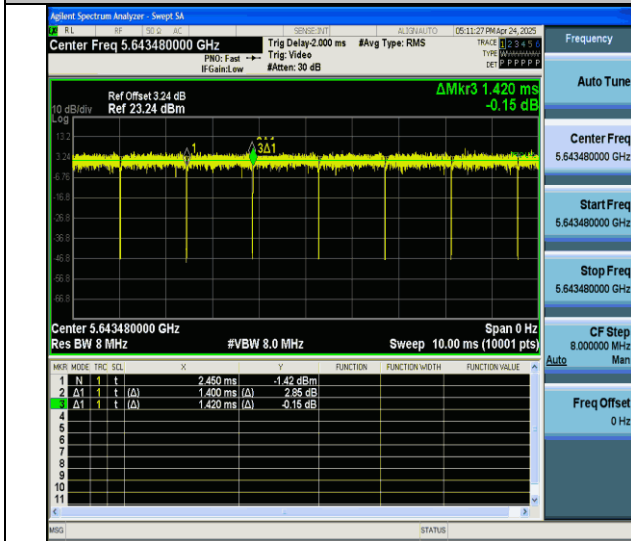 Agilent Spectrum Analyzer - Swept SA
RL RF 50 Ω AC SENSE:INT ALIGNAUTO 05:11:27 PM Apr 24, 2025
Center Freq 5.643480000 GHz
PNO: Fast
IFGain:Low
Trig Delay-2.000 ms
Trig: Video
#Atten: 30 dB
#Avg Type: RMS
TRACE 1 2 3 4 5 6
TYPE
DET P P P P P P
ΔMkr3 1.420 ms
-0.15 dB
Ref Offset 3.24 dB
Ref 23.24 dBm
10 dB/div
Log
13.2
3.24
-6.76
-16.8
-26.8
-36.8
-46.8
-56.8
-66.8
1
3Δ1
Center 5.643480000 GHz
Span 0 Hz
Res BW 8 MHz
#VBW 8.0 MHz
Sweep 10.00 ms (10001 pts)
MKR MODE TRC SCL X Y FUNCTION FUNCTION WIDTH FUNCTION VALUE
1 N 1 t 2.450 ms -1.42 dBm
2 Δ1 1 t (Δ) 1.400 ms (Δ) 2.85 dB
3 Δ1 1 t (Δ) 1.420 ms (Δ) -0.15 dB
4
5
6
7
8
9
10
11
MSG
STATUS
Frequency
Auto Tune
Center Freq
5.643480000 GHz
Start Freq
5.643480000 GHz
Stop Freq
5.643480000 GHz
CF Step
8.000000 MHz
Auto Man
Freq Offset
0 Hz